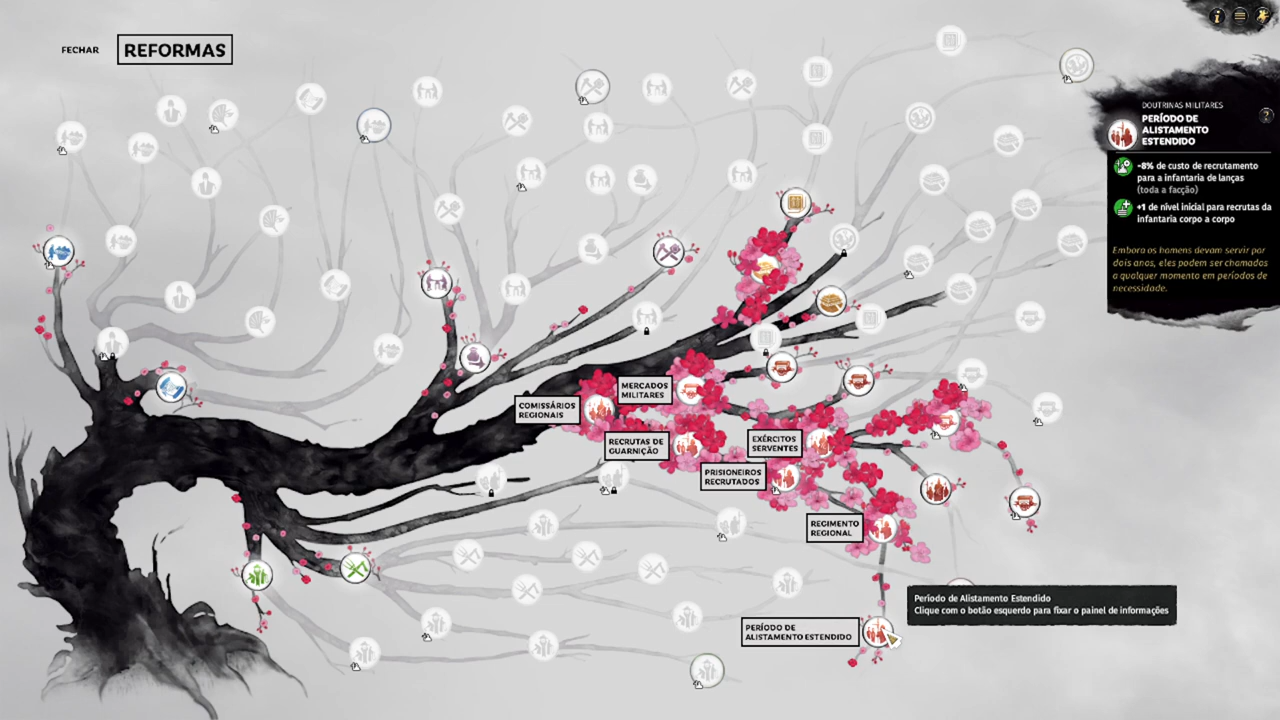 FECHAR
REFORMAS
DOUTRINAS MILITARES
PERÍODO DE
ALISTAMENTO
ESTENDIDO
-8% de custo de recrutamento
para a infantaria de lanças
(toda a facção)
+1 de nível inicial para recrutas da
infantaria corpo a corpo
Embora os homens devam servir por
dois anos, eles podem ser chamados
a qualquer momento em períodos de
necessidade.
MERCADOS
MILITARES
COMISSÁRIOS
REGIONAIS
RECRUTAS DE
GUARNIÇÃO
EXÉRCITOS
SERVENTES
PRISIONEIROS
RECRUTADOS
REGIMENTO
REGIONAL
Período de Alistamento Estendido
Clique com o botão esquerdo para fixar o painel de informações
PERÍODO DE
ALISTAMENTO ESTENDIDO